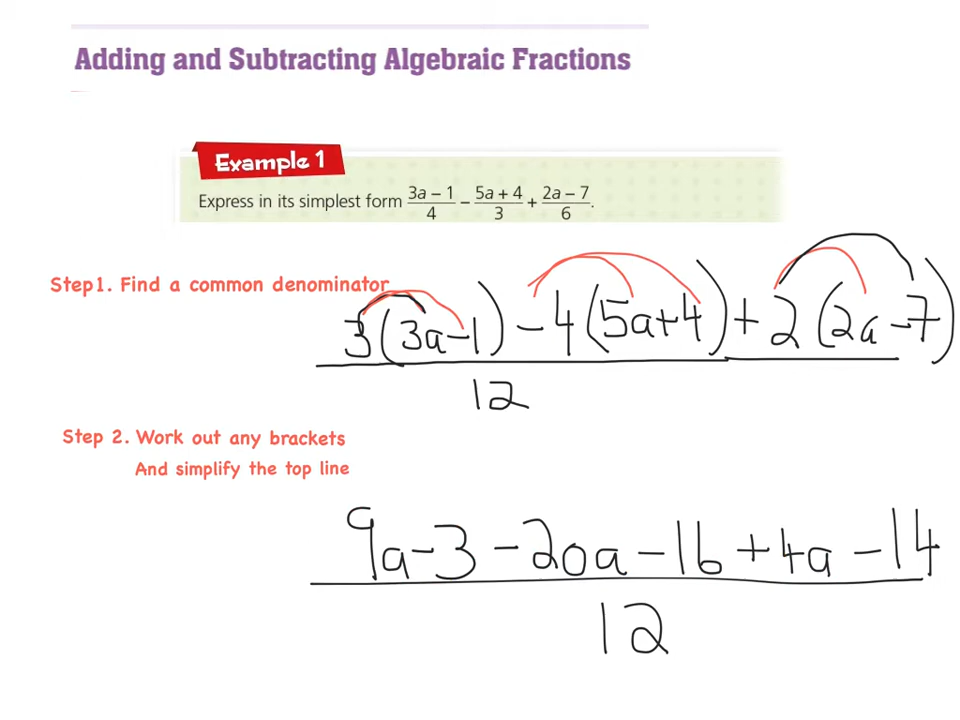 Adding and Subtracting Algebraic Fractions
Example 1
Express in its simplest form (3a – 1)/4 – (5a + 4)/3 + (2a – 7)/6.
Step1. Find a common denominator
3(3a-1) - 4(5a+4) + 2(2a-7)
12
Step 2. Work out any brackets
And simplify the top line
9a-3 - 20a - 16 + 4a - 14
12